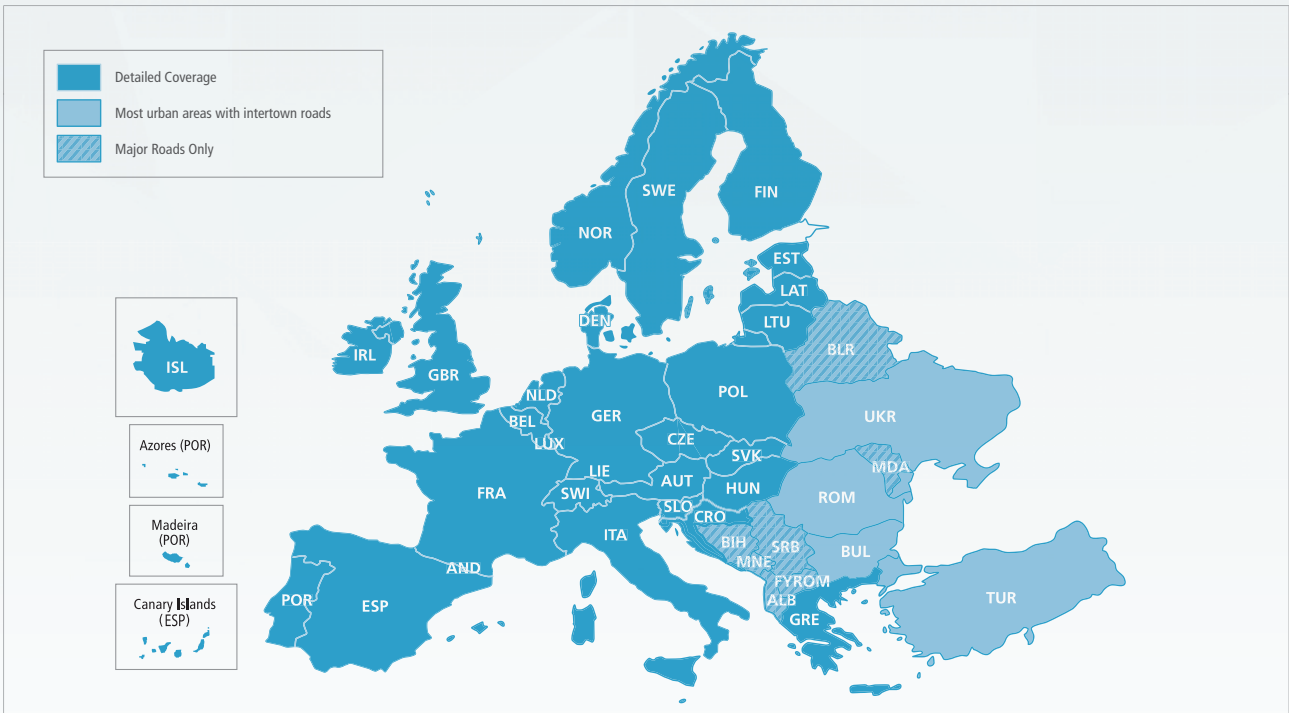 Detailed Coverage
Most urban areas with intertown roads
Major Roads Only
SWE
FIN
NOR
EST
LAT
DEN
LTU
BLR
ISL
IRL
GBR
NLD
POL
UKR
BEL
GER
LUX
CZE
SVK
MDA
Azores (POR)
LIE
AUT
HUN
FRA
SWI
ROM
SLO
CRO
Madeira
(POR)
ITA
BIH
SRB
BUL
MNE
AND
FYROM
Canary Islands
(ESP)
POR
ESP
ALB
TUR
GRE